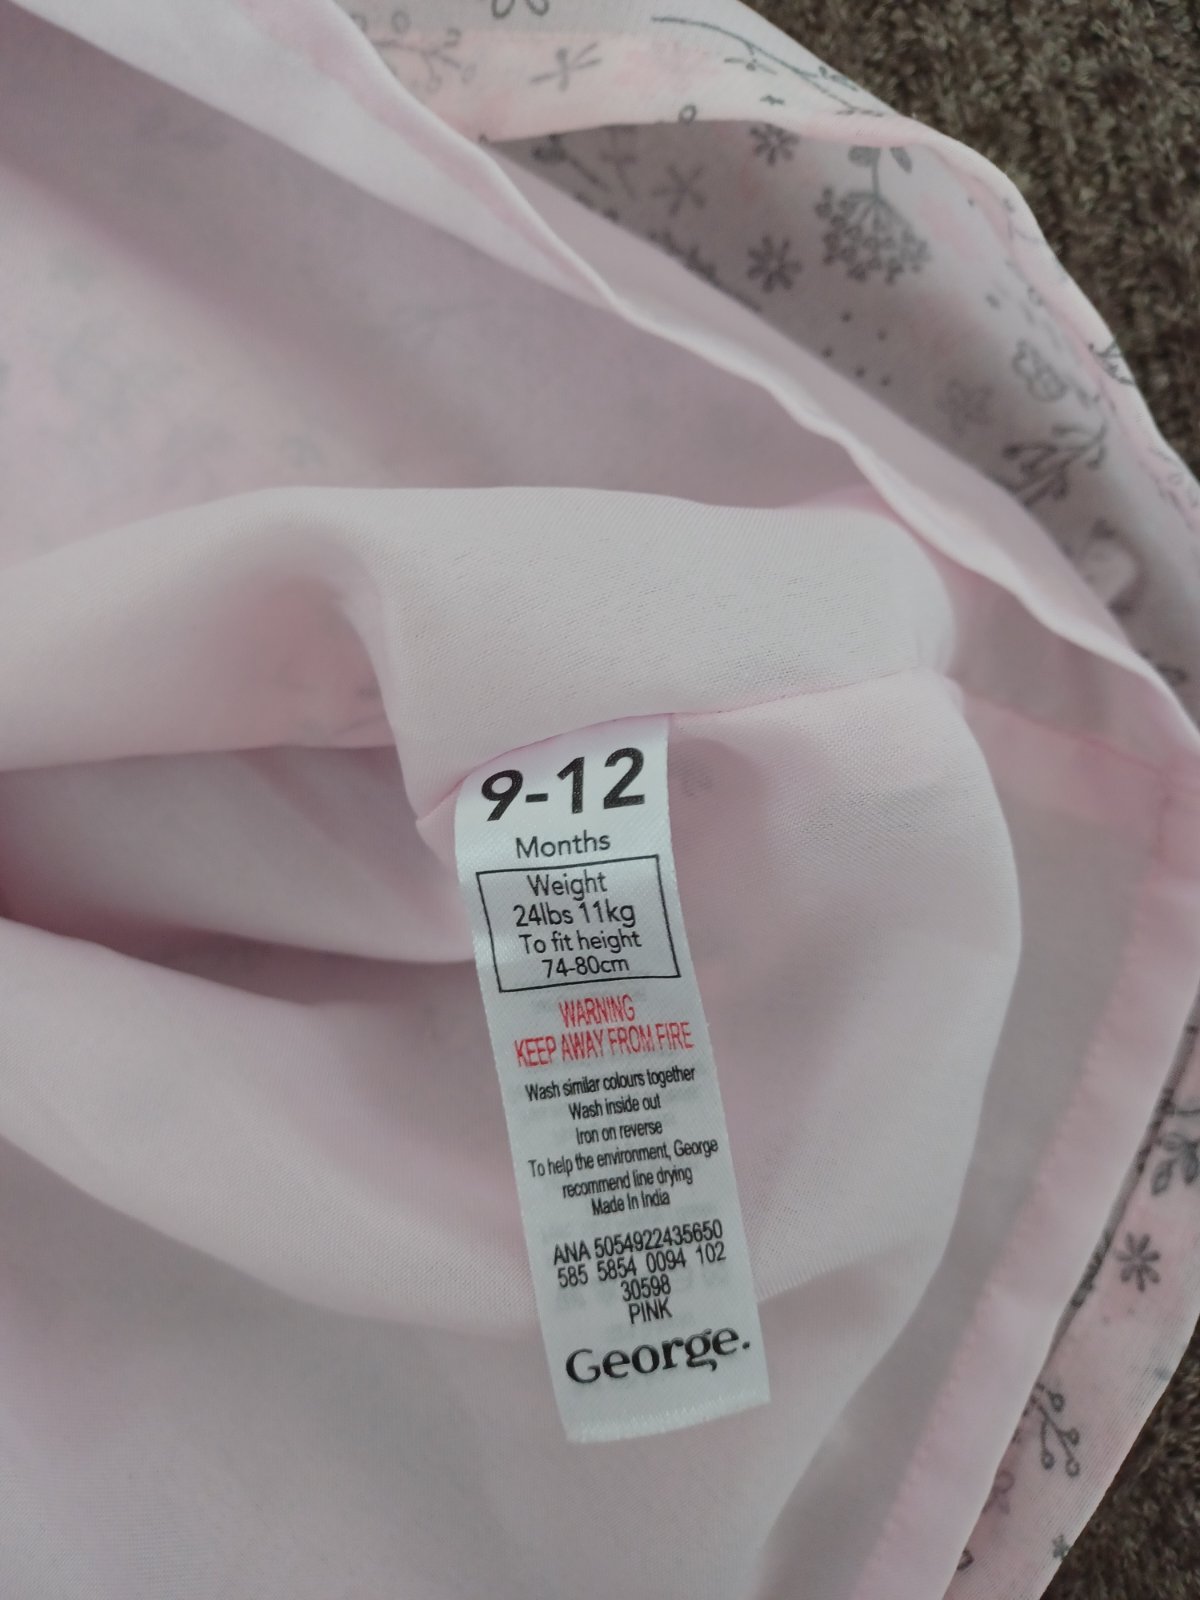 9-12
Months
Weight
24lbs 11kg
To fit height
74-80cm
WARNING
KEEP AWAY FROM FIRE
Wash similar colours together
Wash inside out
Iron on reverse
To help the environment, George
recommend line drying
Made In India
ANA 5054922435650
585 5854 0094 102
30598
PINK
George.